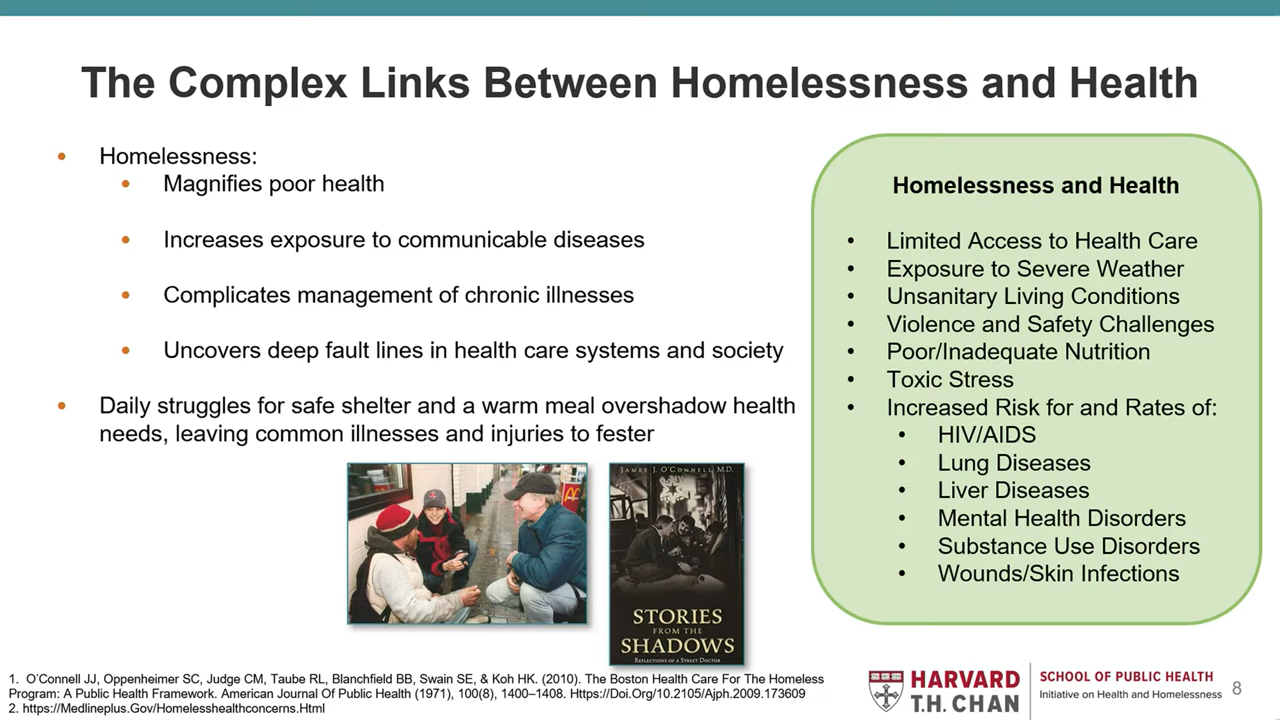 The Complex Links Between Homelessness and Health
• Homelessness:
• Magnifies poor health
• Increases exposure to communicable diseases
• Complicates management of chronic illnesses
• Uncovers deep fault lines in health care systems and society
• Daily struggles for safe shelter and a warm meal overshadow health
needs, leaving common illnesses and injuries to fester
Homelessness and Health
• Limited Access to Health Care
• Exposure to Severe Weather
• Unsanitary Living Conditions
• Violence and Safety Challenges
• Poor/Inadequate Nutrition
• Toxic Stress
• Increased Risk for and Rates of:
• HIV/AIDS
• Lung Diseases
• Liver Diseases
• Mental Health Disorders
• Substance Use Disorders
• Wounds/Skin Infections
JAMES J. O'CONNELL, M.D.
STORIES
FROM THE
SHADOWS
REFLECTIONS OF A STREET DOCTOR
1. O'Connell JJ, Oppenheimer SC, Judge CM, Taube RL, Blanchfield BB, Swain SE, & Koh HK. (2010). The Boston Health Care For The Homeless
Program: A Public Health Framework. American Journal Of Public Health (1971), 100(8), 1400–1408. Https://Doi.Org/10.2105/Ajph.2009.173609
2. https://Medlineplus.Gov/Homelesshealthconcerns.Html
HARVARD
T.H. CHAN
SCHOOL OF PUBLIC HEALTH
Initiative on Health and Homelessness
8